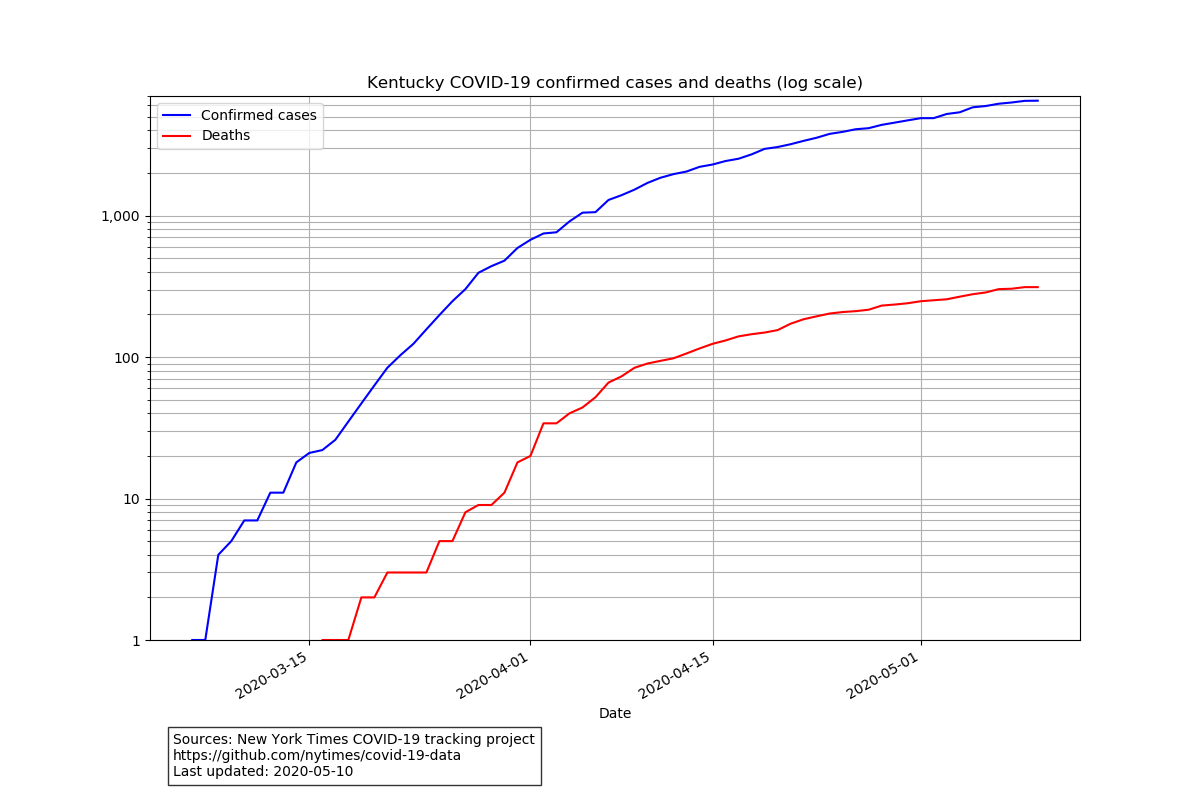 Kentucky COVID-19 confirmed cases and deaths (log scale)
Confirmed cases
Deaths
1,000
100
10
1
2020-03-15
2020-04-01
2020-04-15
2020-05-01
Date
Sources: New York Times COVID-19 tracking project
https://github.com/nytimes/covid-19-data
Last updated: 2020-05-10